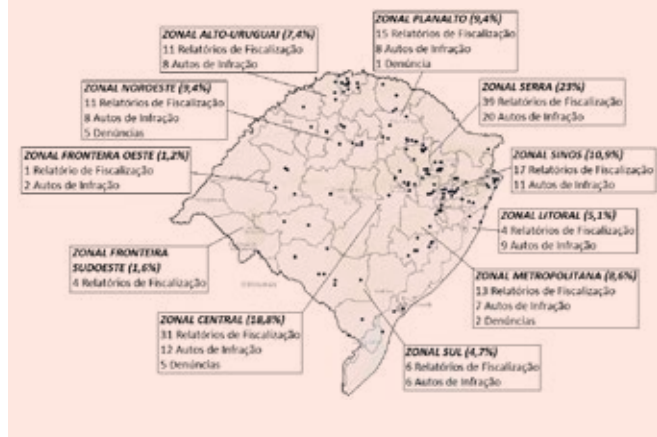 ZONAL PLANALTO (9,4%)
15 Relatórios de Fiscalização
8 Autos de Infração
1 Denúncia
ZONAL ALTO-URUGUAI (7,4%)
11 Relatórios de Fiscalização
8 Autos de Infração
ZONAL NOROESTE (9,4%)
11 Relatórios de Fiscalização
8 Autos de Infração
5 Denúncias
ZONAL SERRA (23%)
39 Relatórios de Fiscalização
20 Autos de Infração
ZONAL FRONTEIRA OESTE (1,2%)
1 Relatório de Fiscalização
2 Autos de Infração
ZONAL SINOS (10,9%)
17 Relatórios de Fiscalização
11 Autos de Infração
ZONAL LITORAL (5,1%)
4 Relatórios de Fiscalização
9 Autos de Infração
ZONAL FRONTEIRA
SUDOESTE (1,6%)
4 Relatórios de Fiscalização
ZONAL METROPOLITANA (8,6%)
13 Relatórios de Fiscalização
7 Autos de Infração
2 Denúncias
ZONAL CENTRAL (18,8%)
31 Relatórios de Fiscalização
12 Autos de Infração
5 Denúncias
ZONAL SUL (4,7%)
6 Relatórios de Fiscalização
6 Autos de Infração